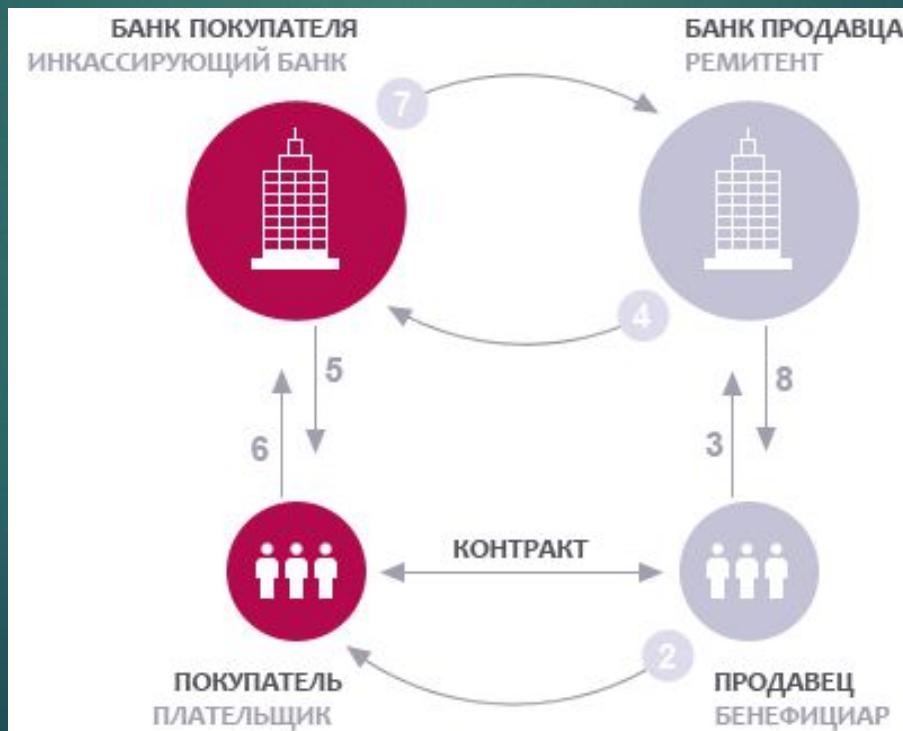 БАНК ПОКУПАТЕЛЯ
ИНКАССИРУЮЩИЙ БАНК
БАНК ПРОДАВЦА
РЕМИТЕНТ
7
4
5
6
8
3
КОНТРАКТ
2
ПОКУПАТЕЛЬ
ПЛАТЕЛЬЩИК
ПРОДАВЕЦ
БЕНЕФИЦИАР